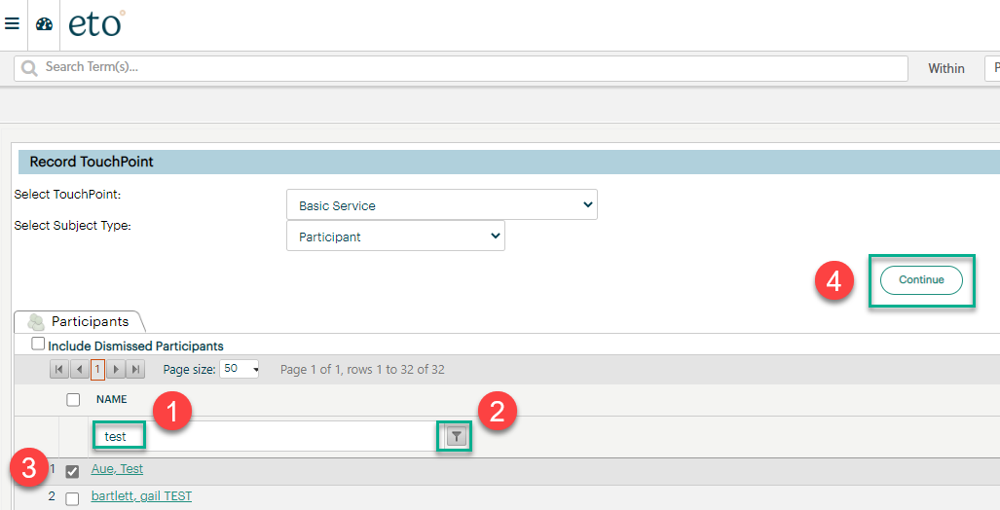 eto
Search Term(s)... Within P
Record TouchPoint
Select TouchPoint: Basic Service
Select Subject Type: Participant
4 Continue
Participants
Include Dismissed Participants
1 Page size: 50 Page 1 of 1, rows 1 to 32 of 32
NAME 1 2
test
3 1 Aue, Test
2 bartlett, gail TEST